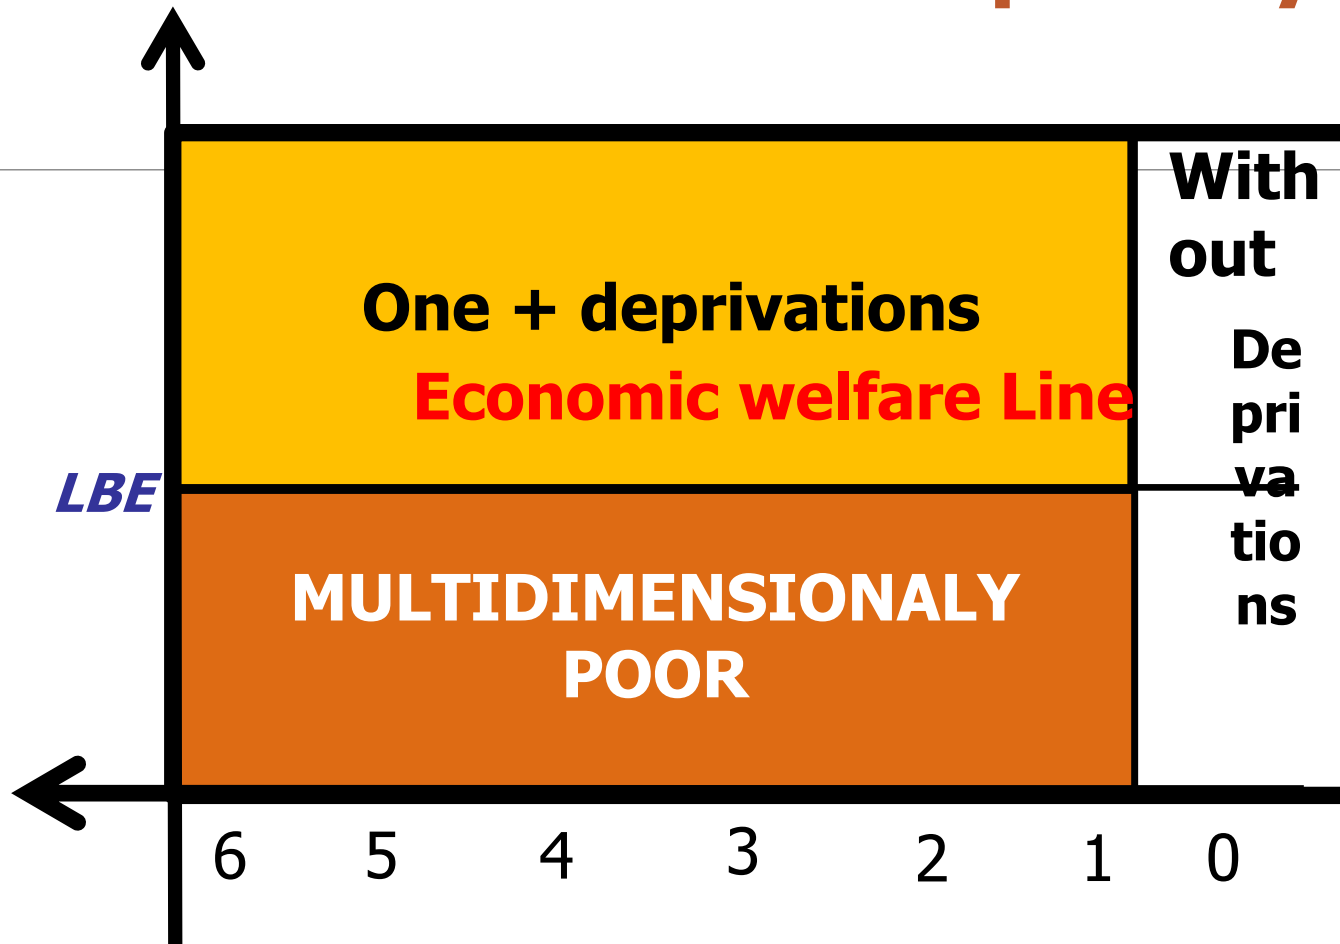 With
out
One + deprivations
De
Economic welfare Line
pri
va
LBE
tio
MULTIDIMENSIONALY
ns
POOR
6 5 4 3 2 1 0